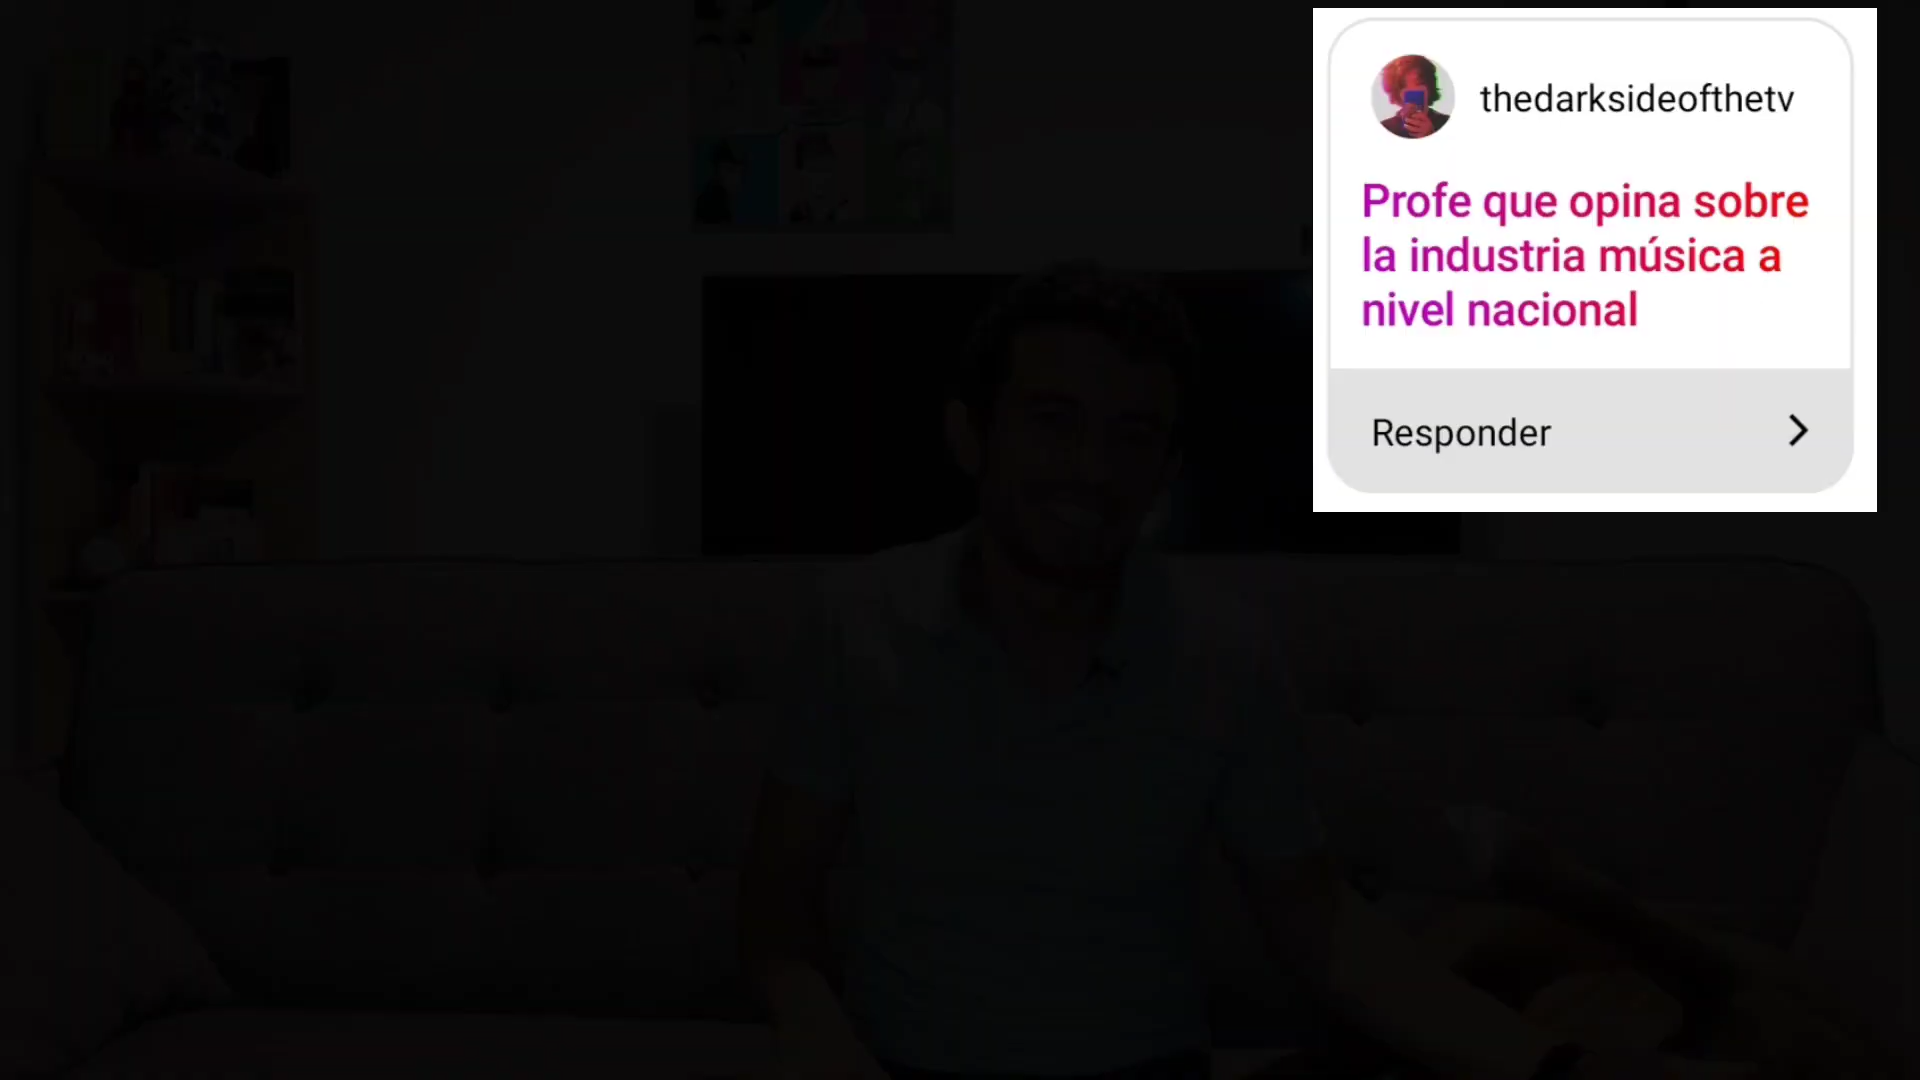 thedarksideofthetv
Profe que opina sobre
la industria música a
nivel nacional
Responder